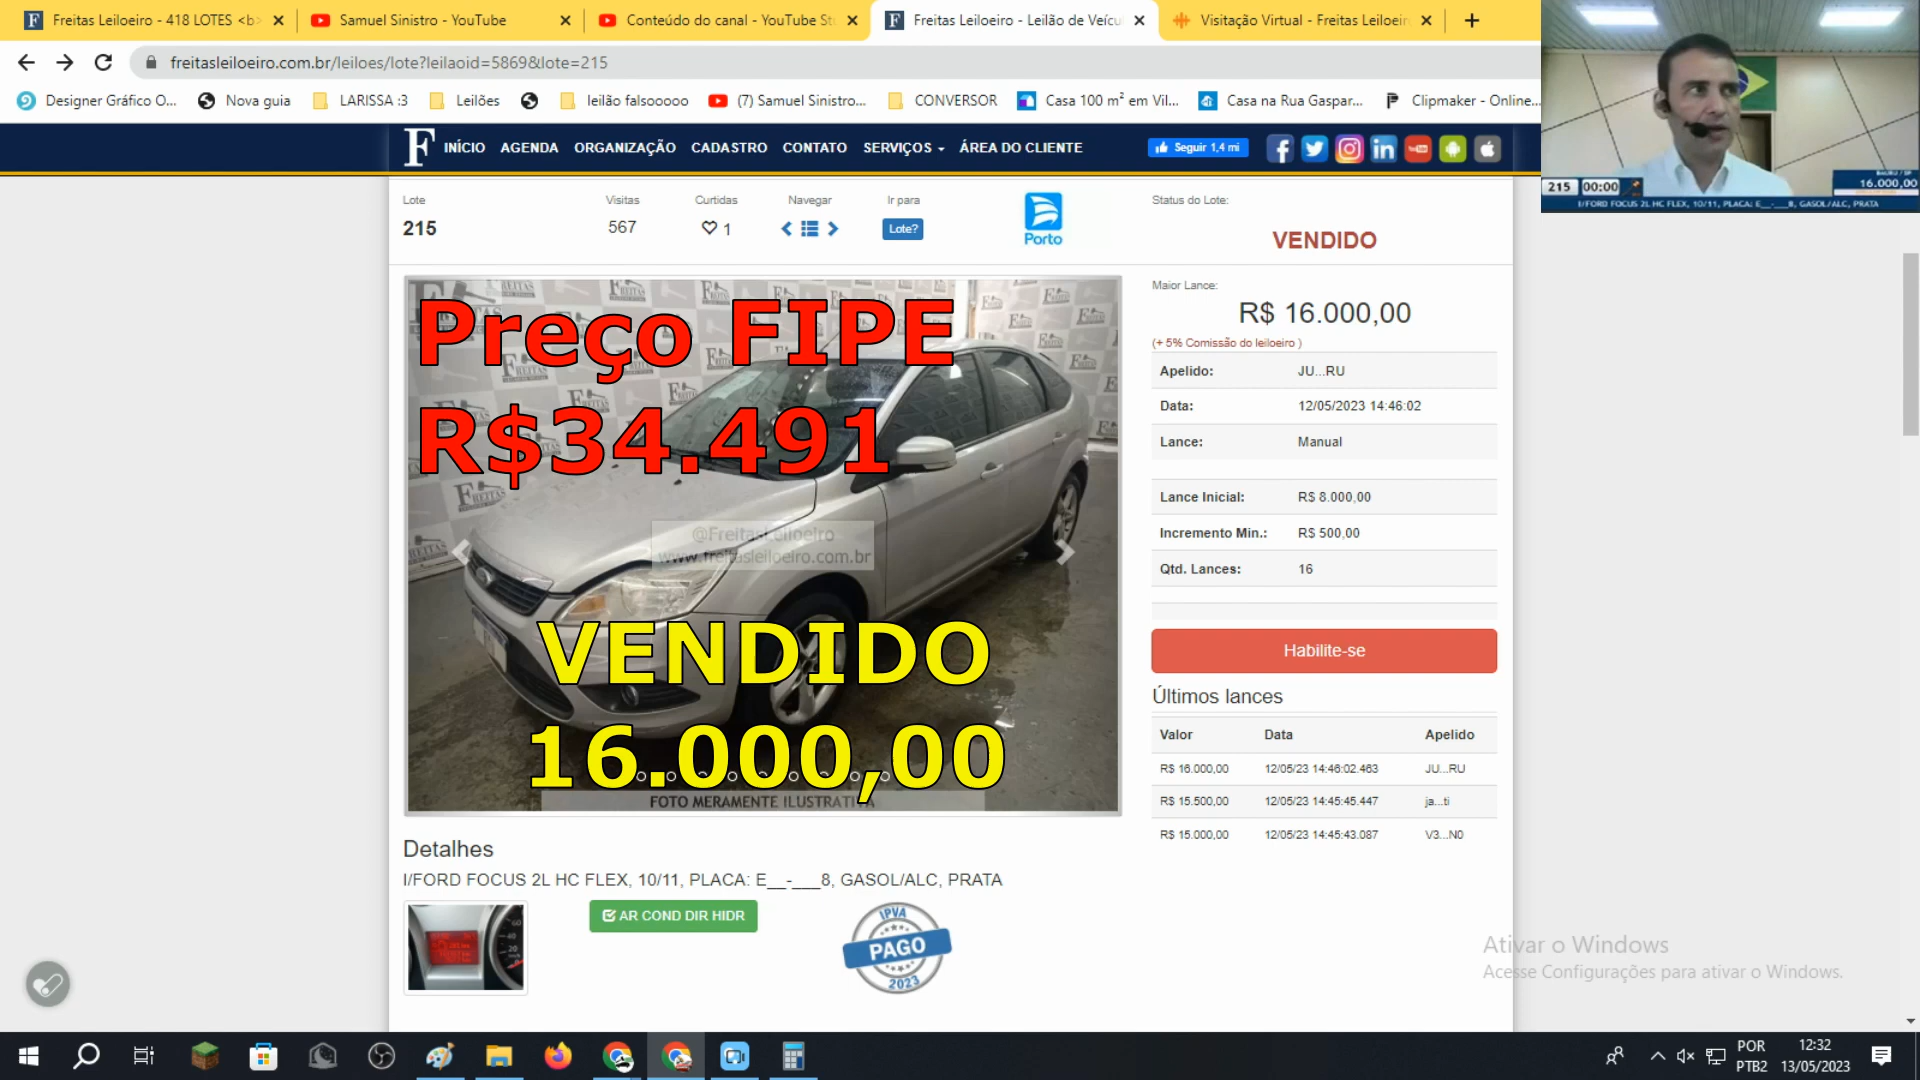 Freitas Leiloeiro - 418 LOTES <b>
Samuel Sinistro - YouTube
Conteúdo do canal - YouTube St
Freitas Leiloeiro - Leilão de Veícu
Visitação Virtual - Freitas Leiloeir
freitasleiloeiro.com.br/leiloes/lote?leilaoid=5869&lote=215
Designer Gráfico O...
Nova guia
LARISSA :3
Leilões
leilão falsooooo
(7) Samuel Sinistro...
CONVERSOR
Casa 100 m² em Vil...
Casa na Rua Gaspar...
Clipmaker - Online...
F INÍCIO AGENDA ORGANIZAÇÃO CADASTRO CONTATO SERVIÇOS ÁREA DO CLIENTE
Seguir 1,4 mi
215 00:00
BAURU / SP
16.000,00
I/FORD FOCUS 2L HC FLEX, 10/11, PLACA: E__-___8, GASOL/ALC, PRATA
Lote
Visitas
Curtidas
Navegar
Ir para
Status do Lote:
215
567
1
Lote?
Porto
VENDIDO
Preço FIPE
R$34.491
@FreitasLeiloeiro
www.freitasleiloeiro.com.br
VENDIDO
16.000,00
FOTO MERAMENTE ILUSTRATIVA
Maior Lance:
R$ 16.000,00
(+ 5% Comissão do leiloeiro )
Apelido: JU...RU
Data: 12/05/2023 14:46:02
Lance: Manual
Lance Inicial: R$ 8.000,00
Incremento Min.: R$ 500,00
Qtd. Lances: 16
Habilite-se
Últimos lances
Valor Data Apelido
R$ 16.000,00 12/05/23 14:46:02.463 JU...RU
R$ 15.500,00 12/05/23 14:45:45.447 ja...ti
R$ 15.000,00 12/05/23 14:45:43.087 V3...N0
Detalhes
I/FORD FOCUS 2L HC FLEX, 10/11, PLACA: E__-___8, GASOL/ALC, PRATA
AR COND DIR HIDR
IPVA
PAGO
2023
Ativar o Windows
Acesse Configurações para ativar o Windows.
POR
PTB2
12:32
13/05/2023